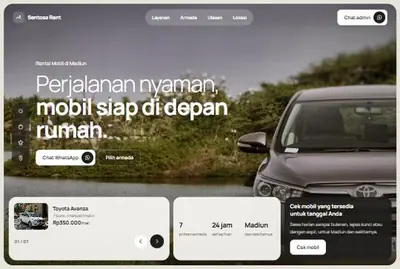 Sentosa Rent
Layanan
Armada
Ulasan
Lokasi
Chat admin
Rental Mobil di Madiun
Perjalanan nyaman,
mobil siap di depan
rumah.
Chat WhatsApp
Pilih armada
Toyota Avanza
Rp350.000
01 / 07
7
24 jam
Madiun
Cek mobil yang tersedia
untuk tanggal Anda
Cek mobil